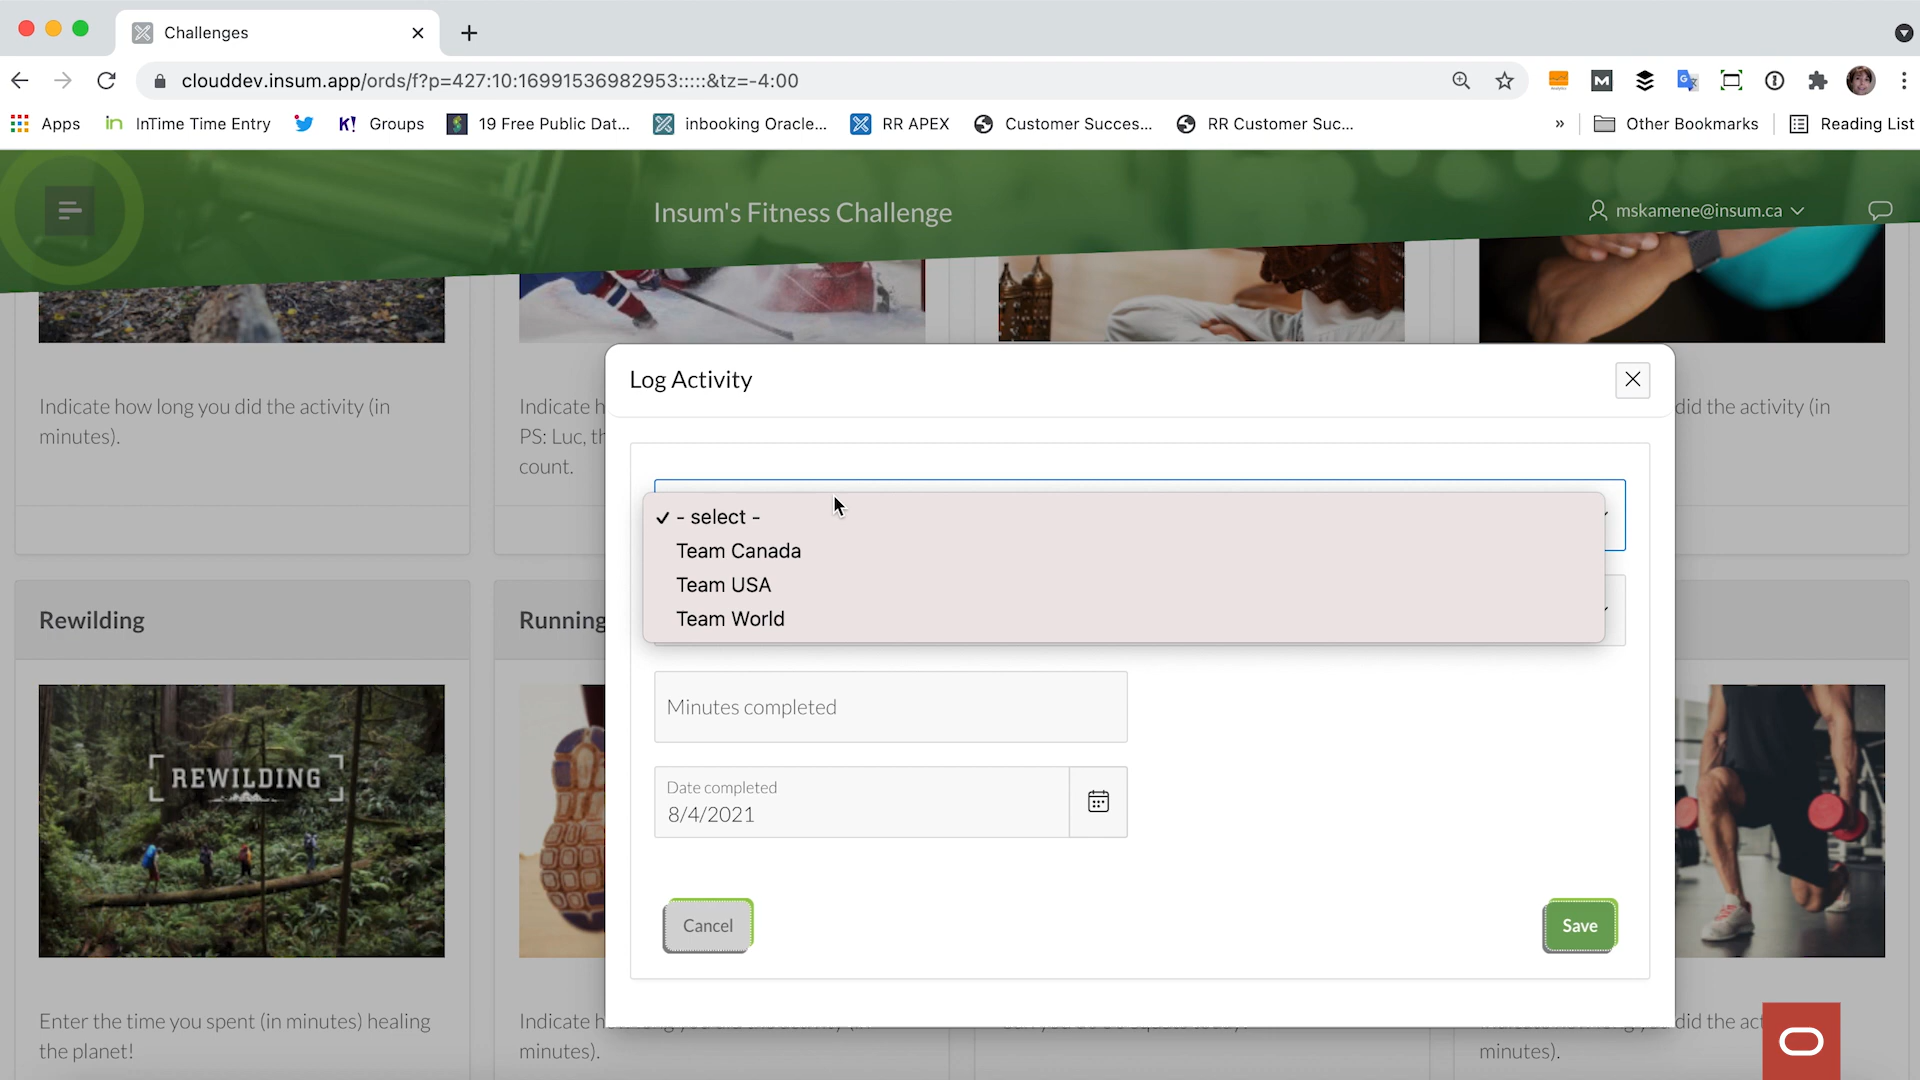 Challenges
clouddev.insum.app/ords/f?p=427:10:16991536982953:::::&tz=-4:00
Apps
InTime Time Entry
K! Groups
19 Free Public Dat...
inbooking Oracle...
RR APEX
Customer Succes...
RR Customer Suc...
»
Other Bookmarks
Reading List
Insum's Fitness Challenge
mskamene@insum.ca
Indicate how long you did the activity (in
minutes).
Indicate h
PS: Luc, th
count.
did the activity (in
Log Activity
✓ - select -
Team Canada
Team USA
Team World
Minutes completed
Date completed
8/4/2021
Cancel
Save
Rewilding
REWILDING
Enter the time you spent (in minutes) healing
the planet!
Running
Indicate h
minutes).
did the ac
minutes).